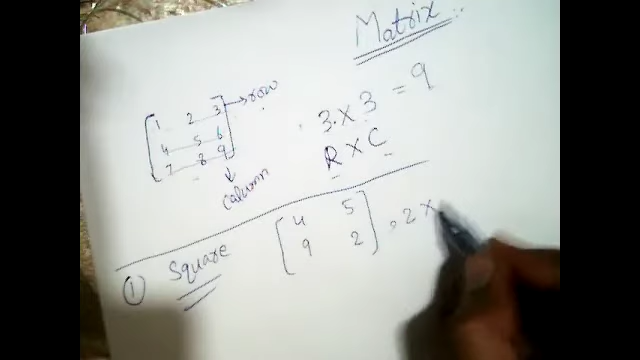 Matrix
1 2 3 → row
4 5 6
7 8 9
column
3 × 3 = 9
R × C
① Square
4 5
9 2
2 ×